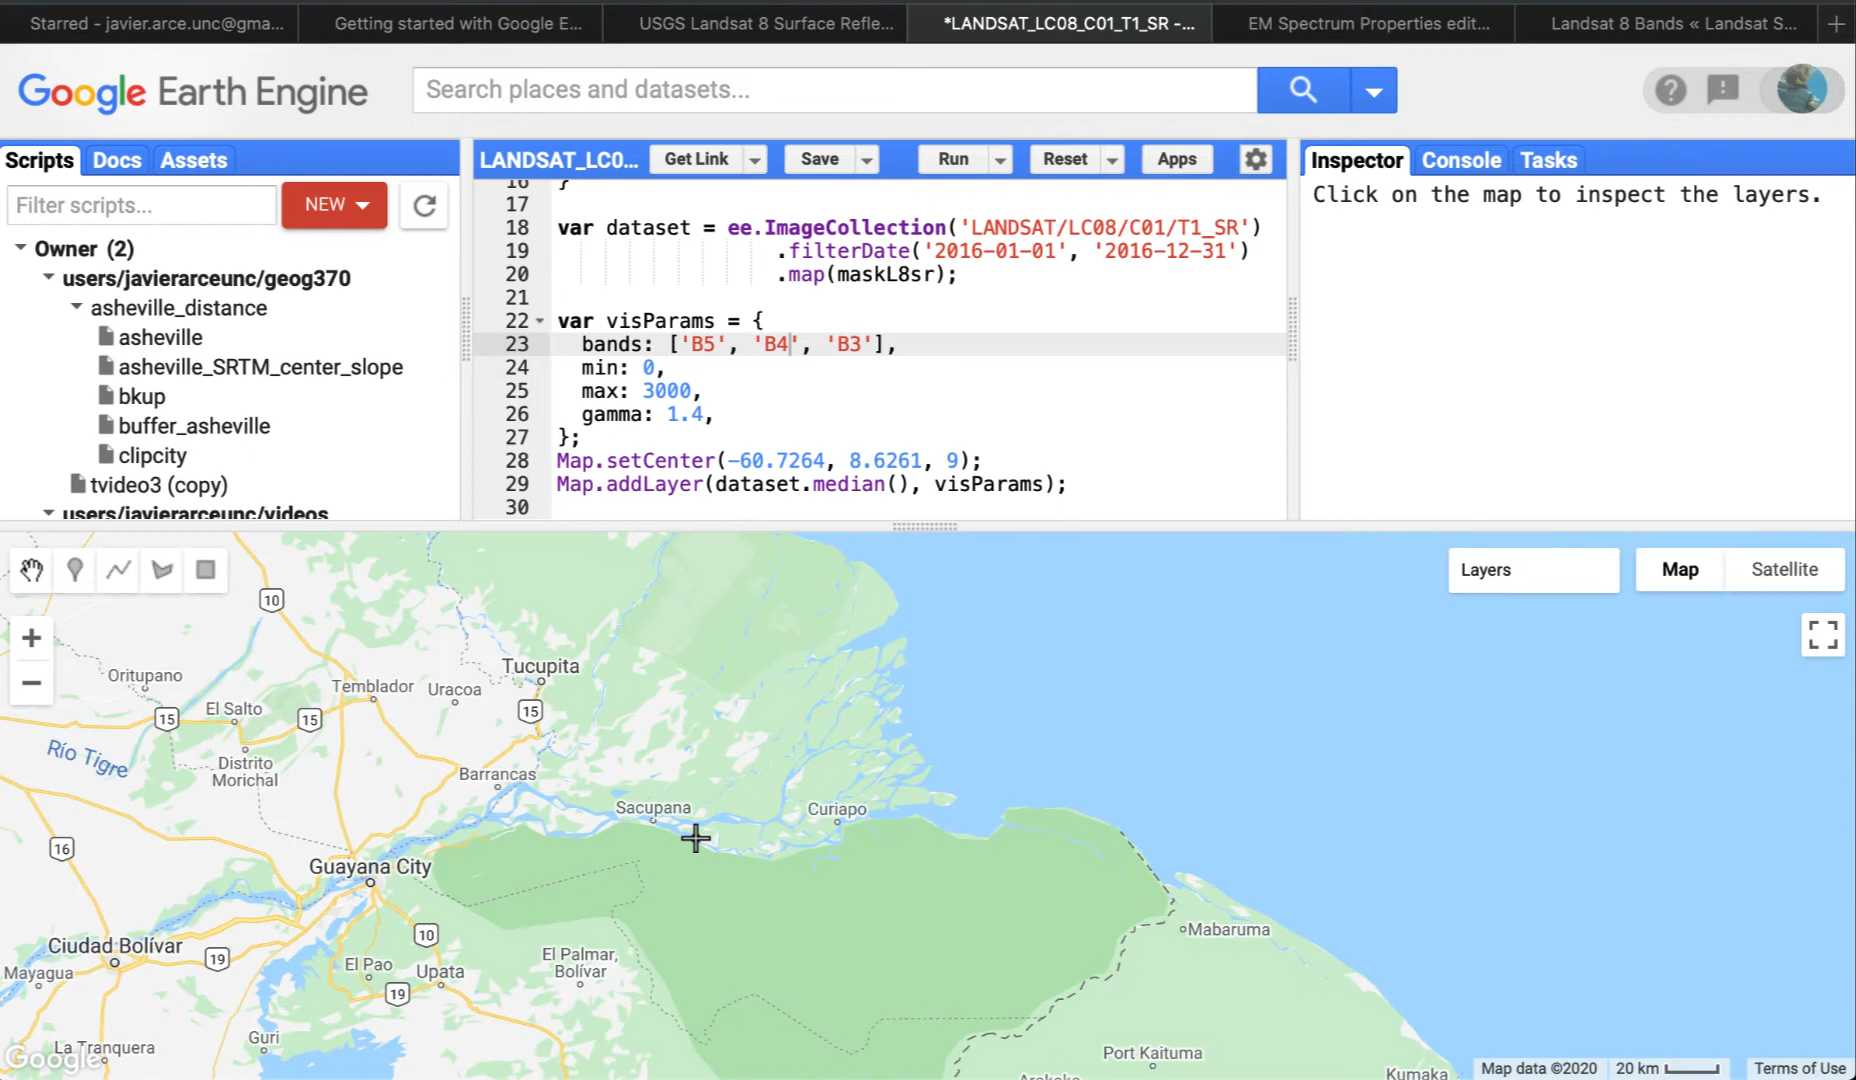 Starred - javier.arce.unc@gma...
Getting started with Google E...
USGS Landsat 8 Surface Refle...
*LANDSAT_LC08_C01_T1_SR -...
EM Spectrum Properties edit...
Landsat 8 Bands « Landsat S...
Google Earth Engine
Search places and datasets...
Scripts Docs Assets
Filter scripts...
NEW
Owner (2)
users/javierarceunc/geog370
asheville_distance
asheville
asheville_SRTM_center_slope
bkup
buffer_asheville
clipcity
tvideo3 (copy)
users/javierarceunc/videos
LANDSAT_LC0... Get Link Save Run Reset Apps
16 }
17
18 var dataset = ee.ImageCollection('LANDSAT/LC08/C01/T1_SR')
19 .filterDate('2016-01-01', '2016-12-31')
20 .map(maskL8sr);
21
22 var visParams = {
23 bands: ['B5', 'B4', 'B3'],
24 min: 0,
25 max: 3000,
26 gamma: 1.4,
27 };
28 Map.setCenter(-60.7264, 8.6261, 9);
29 Map.addLayer(dataset.median(), visParams);
30
Inspector Console Tasks
Click on the map to inspect the layers.
Layers
Map Satellite
10
Tucupita
Oritupano
Temblador
Uracoa
El Salto
15
15
15
Río Tigre
Distrito
Morichal
Barrancas
Sacupana
Curiapo
16
Guayana City
Mabaruma
10
Ciudad Bolívar
19
Mayagua
El Pao
Upata
El Palmar,
Bolívar
19
Guri
La Tranquera
Google
Port Kaituma
Arakaka
Kumaka
Map data ©2020 20 km Terms of Use